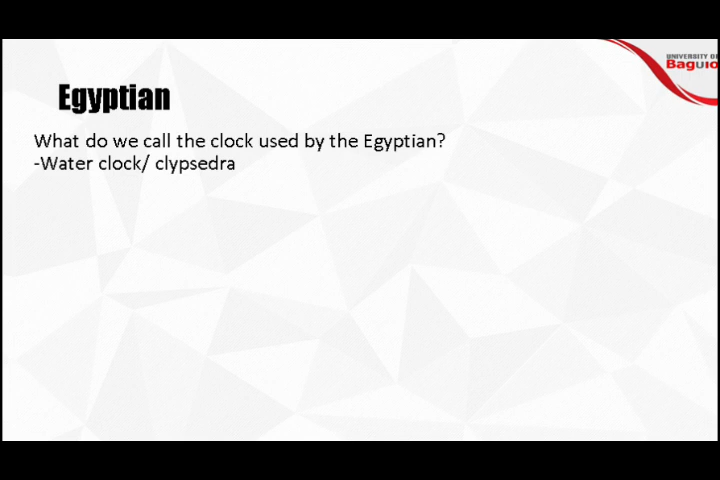 UNIVERSITY OF
Baguio
Egyptian
What do we call the clock used by the Egyptian?
-Water clock/ clypsedra